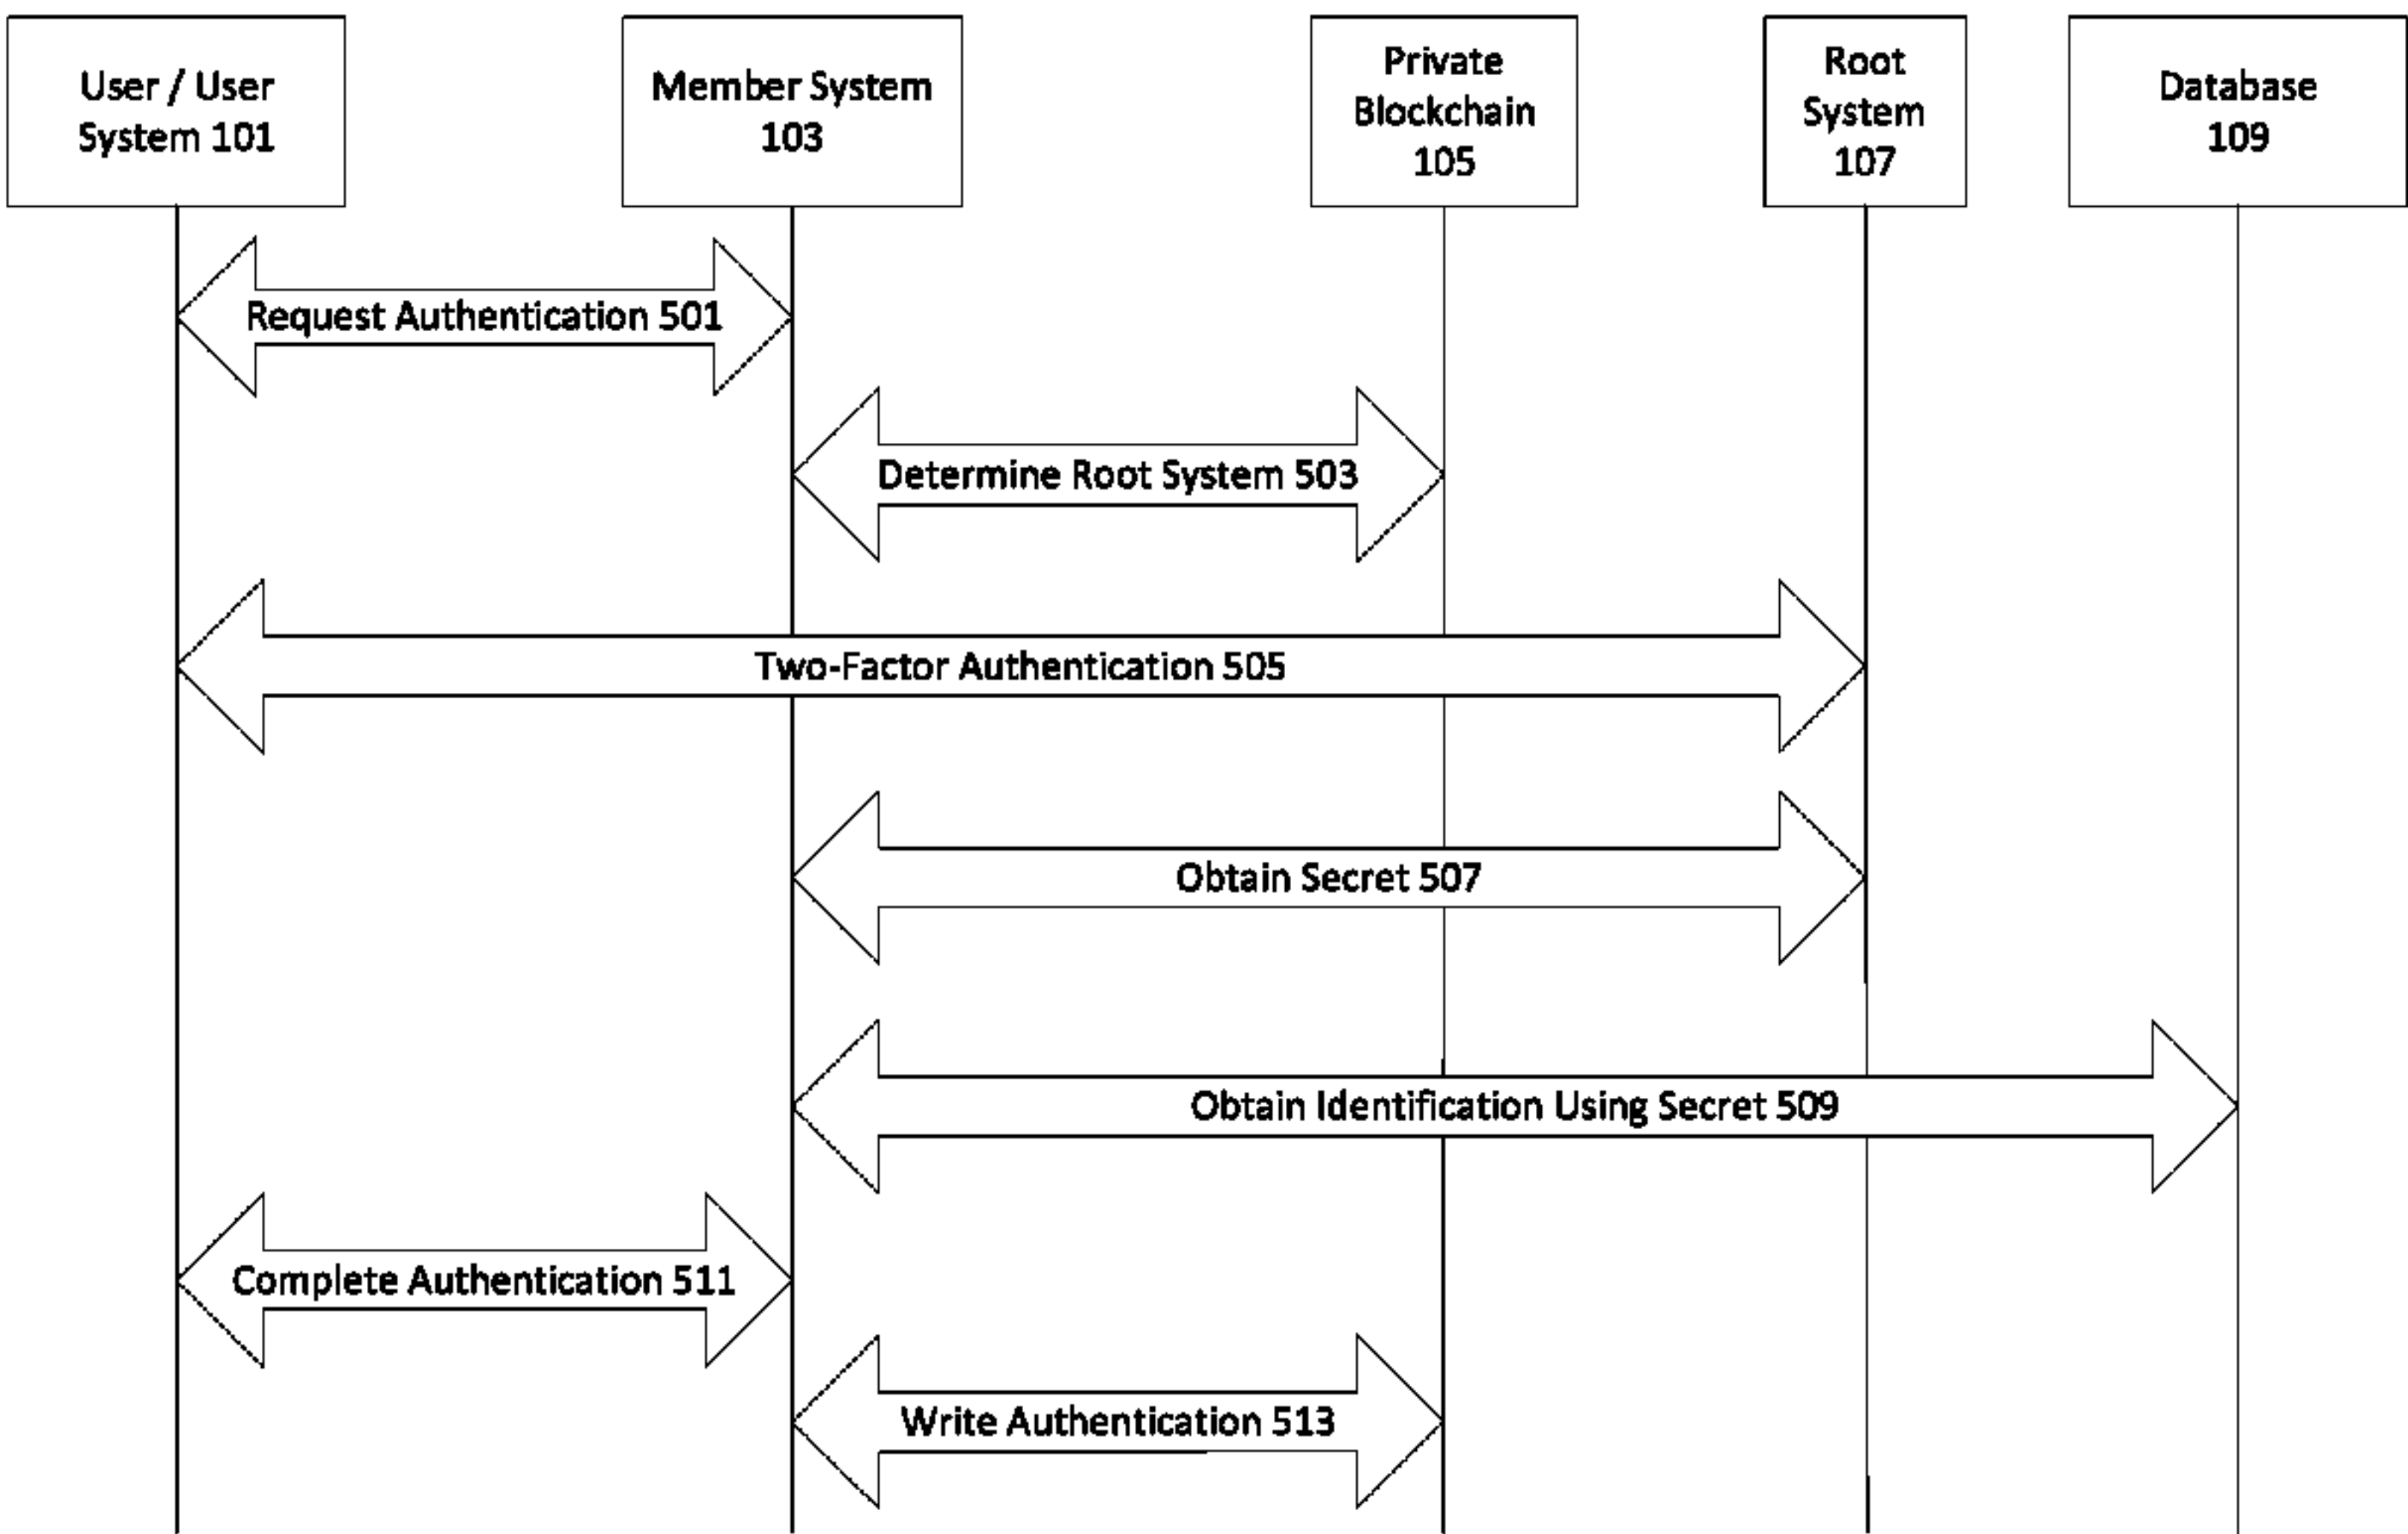 User / User
System 101
Member System
103
Private
Blockchain
105
Root
System
107
Database
109
Request Authentication 501
Determine Root System 503
Two-Factor Authentication 505
Obtain Secret 507
Obtain Identification Using Secret 509
Complete Authentication 511
Write Authentication 513